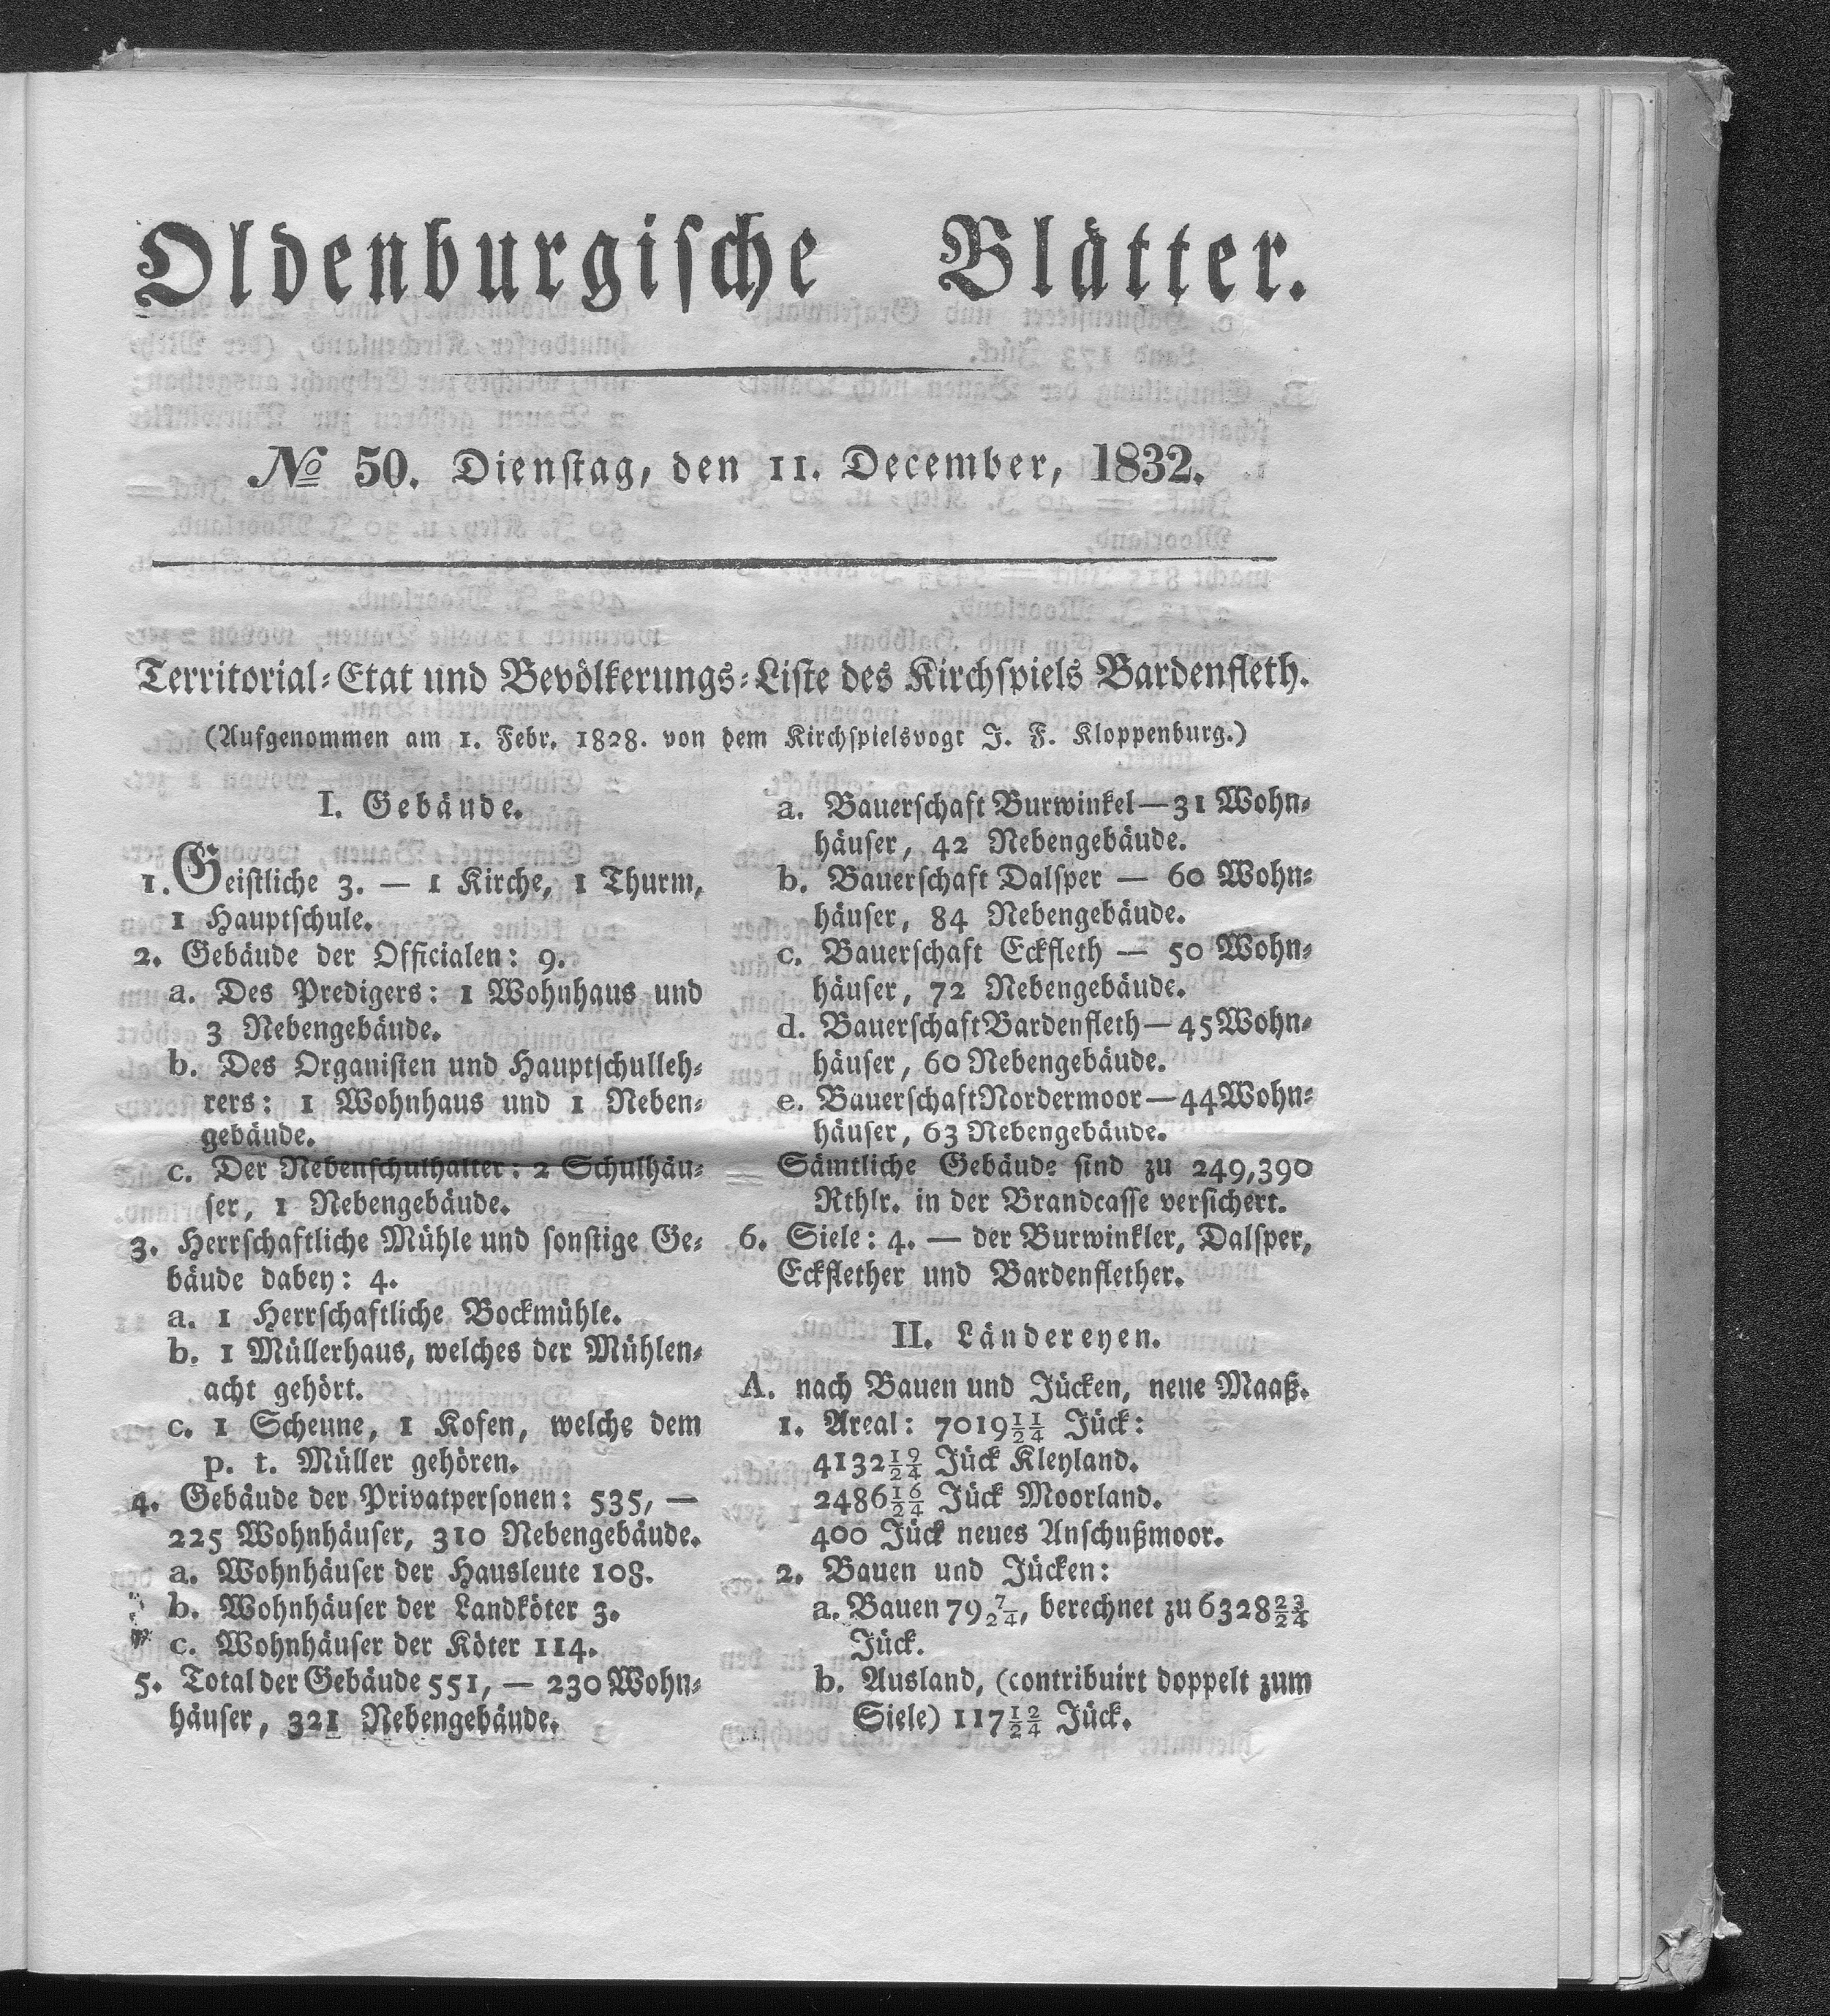 Oldenburgische Blätter.
No 50. Dienstag, den 11. December, 1832.
Territorial-Etat und Bevölkerungs-Liste des Kirchspiels Bardenfleth.
(Aufgenommen am 1. Febr. 1828. von dem Kirchspielsvogt J. F. Kloppenburg.)
I. Gebäude.
1. Geistliche 3. — 1 Kirche, 1 Thurm,
1 Hauptschule.
2. Gebäude der Officialen: 9.
a. Des Predigers: 1 Wohnhaus und
3 Nebengebäude.
b. Des Organisten und Hauptschulleh-
rers: 1 Wohnhaus und 1 Neben-
gebäude.
c. Der Nebenschulhalter: 2 Schulhäu-
ser, 1 Nebengebäude.
3. Herrschaftliche Mühle und sonstige Ge-
bäude dabey: 4.
a. 1 Herrschaftliche Bockmühle.
b. 1 Müllerhaus, welches der Mühlen-
acht gehört.
c. 1 Scheune, 1 Kofen, welche dem
p. t. Müller gehören.
4. Gebäude der Privatpersonen: 535, —
225 Wohnhäuser, 310 Nebengebäude.
a. Wohnhäuser der Hausleute 108.
b. Wohnhäuser der Landköter 3.
c. Wohnhäuser der Köter 114.
5. Total der Gebäude 551, — 230 Wohn-
häuser, 321 Nebengebäude.
a. Bauerschaft Burwinkel — 31 Wohn-
häuser, 42 Nebengebäude.
b. Bauerschaft Dalsper — 60 Wohn-
häuser, 84 Nebengebäude.
c. Bauerschaft Eckfleth — 50 Wohn-
häuser, 72 Nebengebäude.
d. Bauerschaft Bardenfleth — 45 Wohn-
häuser, 60 Nebengebäude.
e. Bauerschaft Nordermoor — 44 Wohn-
häuser, 63 Nebengebäude.
Sämtliche Gebäude sind zu 249,390
Rthlr. in der Brandcasse versichert.
6. Siele: 4. — der Burwinkler, Dalsper,
Eckflether und Bardenflether.
II. Ländereyen.
A. nach Bauen und Jücken, neue Maaß.
1. Areal: 7019 11/24 Jück:
4132 19/24 Jück Kleyland.
2486 16/24 Jück Moorland.
400 Jück neues Anschußmoor.
2. Bauen und Jücken:
a. Bauen 79 7/24, berechnet zu 6328 23/24
Jück.
b. Ausland, (contribuirt doppelt zum
Siele) 117 12/24 Jück.